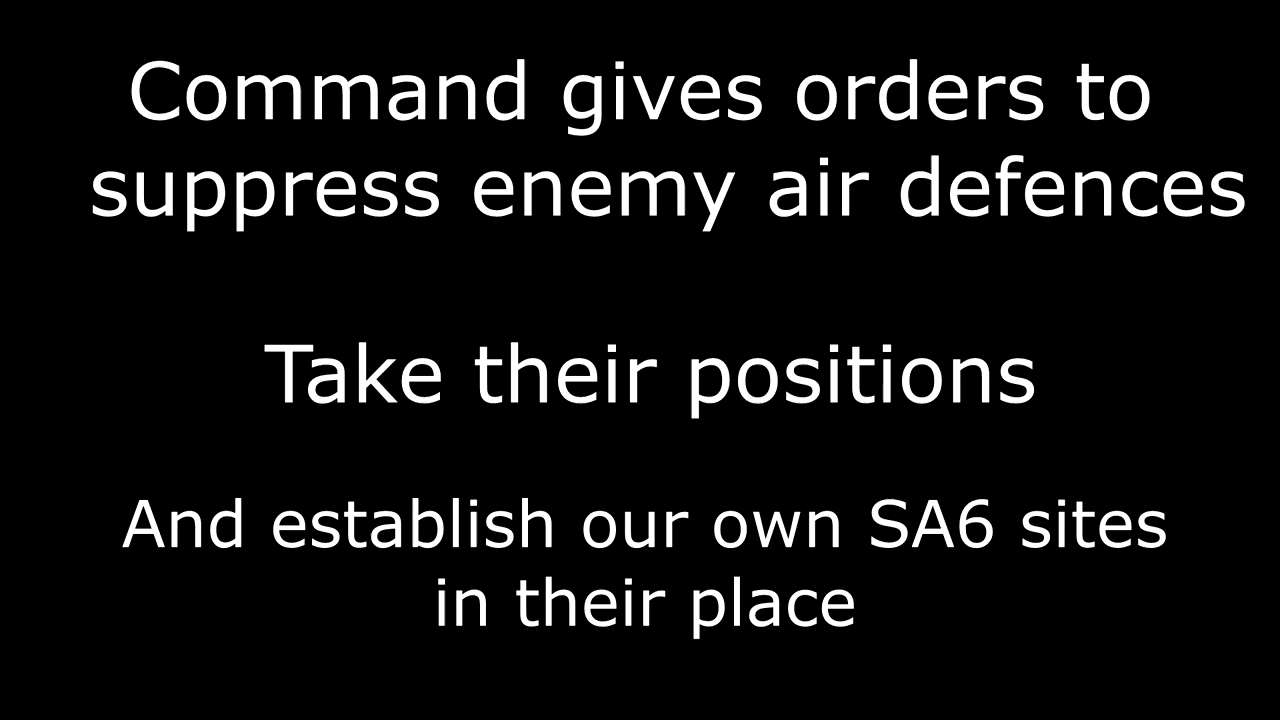 Command gives orders to
suppress enemy air defences
Take their positions
And establish our own SA6 sites
in their place